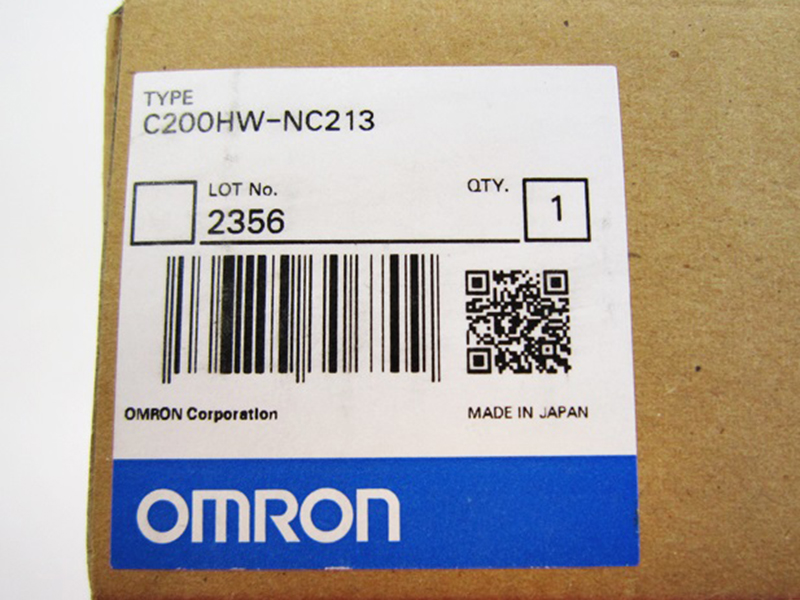 TYPE
C200HW-NC213
LOT No.
QTY.
2356
1
OMRON Corporation
MADE IN JAPAN
OMRON